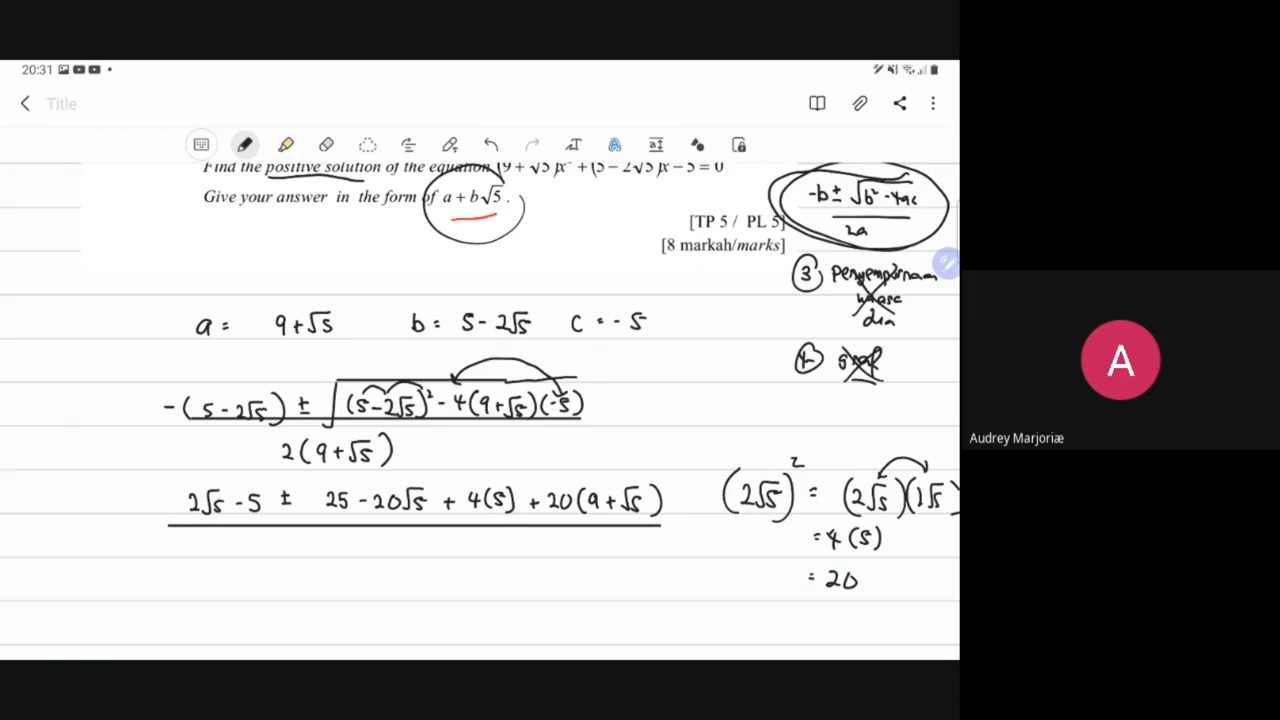 20:31
Title
Find the positive solution of the equation (9 + √5)x² + (5 − 2√5)x − 5 = 0
Give your answer in the form of a + b√5 .
[TP 5 / PL 5]
[8 markah/marks]
-b ± √b² - 4ac
2a
③ Penyempurnaan
kuasa
dua
④ graf
a = 9+√5 b = 5 - 2√5 c = - 5
-(5 - 2√5) ± √(5 - 2√5)² - 4(9+√5)(-5)
2(9+√5)
2√5 - 5 ± 25 - 20√5 + 4(5) + 20(9+√5)
(2√5)² = (2√5)(2√5)
= 4(5)
= 20
A
Audrey Marjoriæ